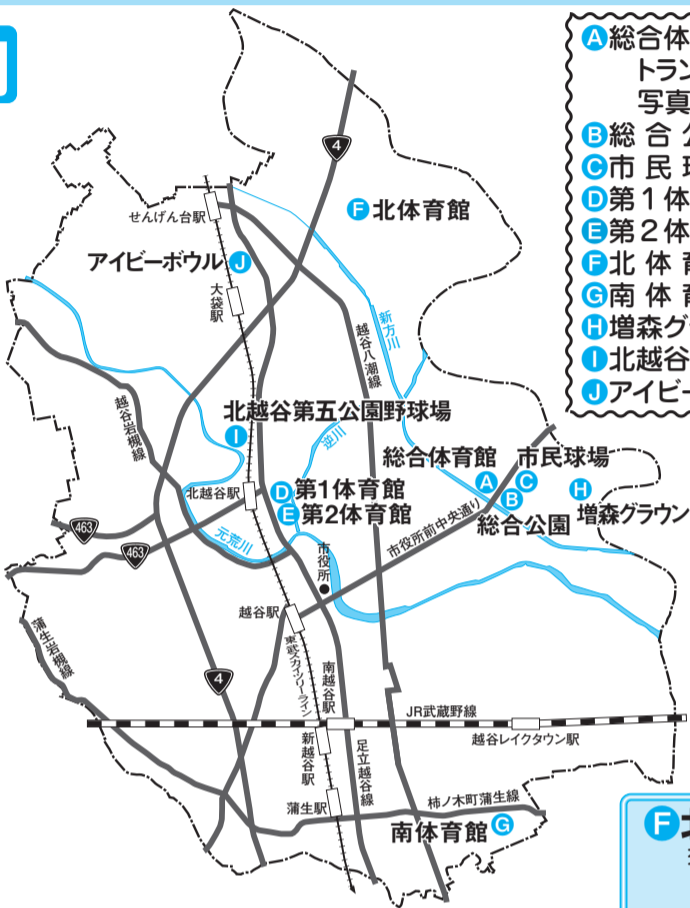 A総合体
トラン
写真
B総合公
C市民球
D第1体
E第2体
F北体育
G南体育
H増森グラ
I北越谷
Jアイビー
4
せんげん台駅
F北体育館
アイビーボウルJ
大袋駅
新方川
越谷八潮線
越谷岩槻線
北越谷第五公園野球場
I
逆川
総合体育館
市民球場
A
C
B
H
北越谷駅
D第1体育館
E第2体育館
総合公園
増森グラウン
463
463
元荒川
市役所
市役所前中央通り
越谷駅
蒲生岩槻線
東武スカイツリーライン
4
南越谷駅
JR武蔵野線
新越谷駅
足立越谷線
越谷レイクタウン駅
蒲生駅
柿ノ木町蒲生線
南体育館G
F